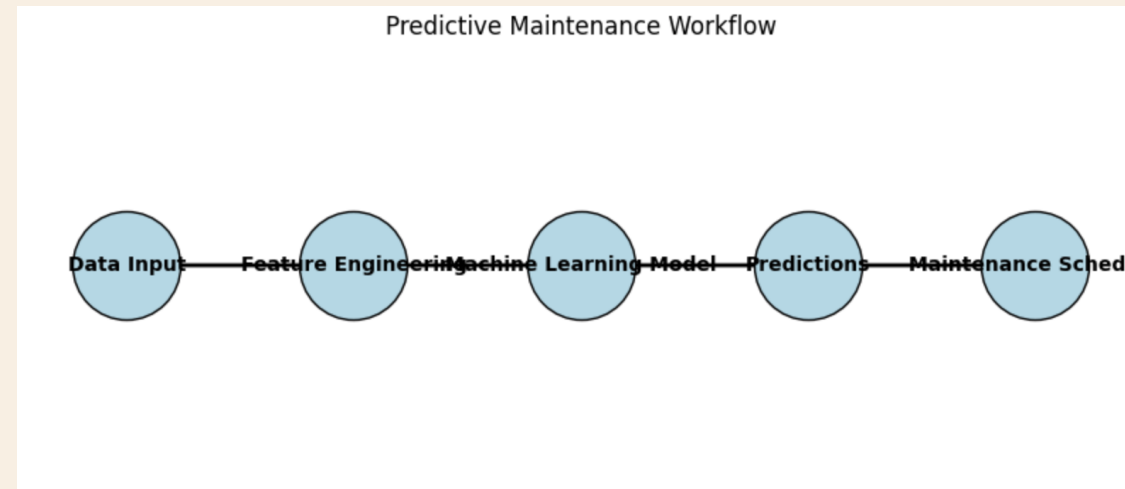 Predictive Maintenance Workflow
Data Input
Feature Engineering
Machine Learning Model
Predictions
Maintenance Sched